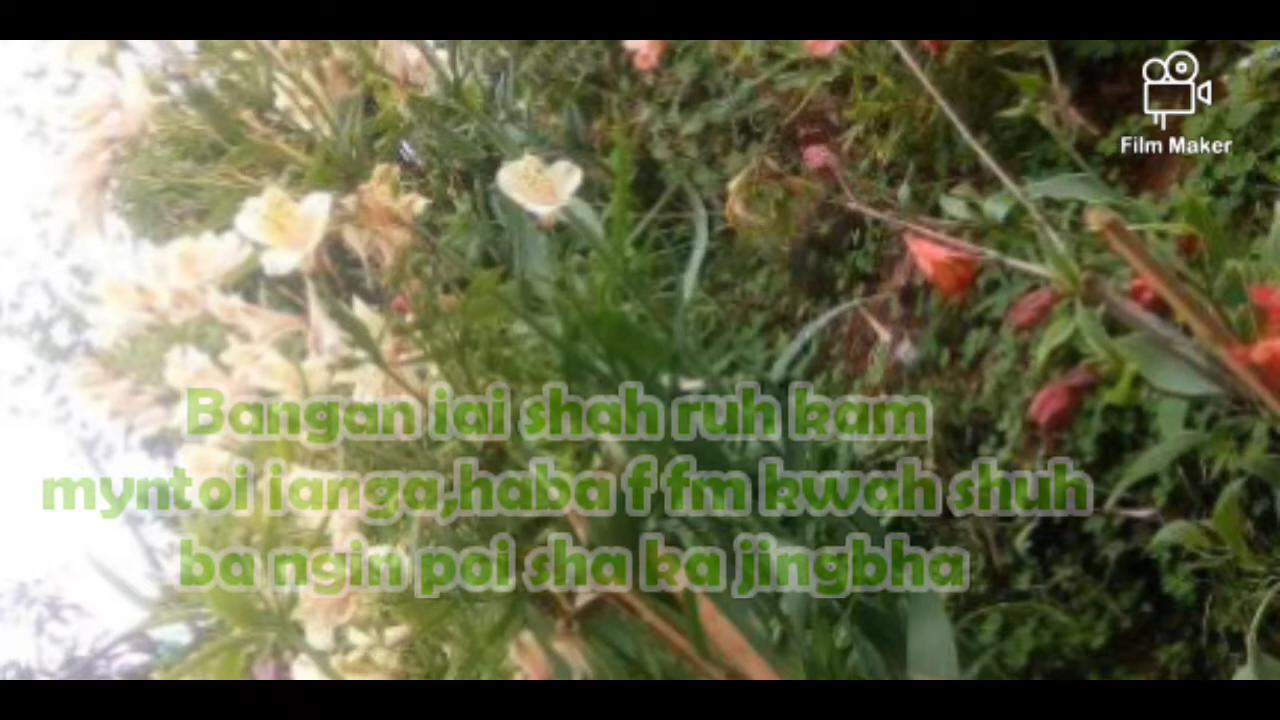 Film Maker
Bangan iai shah ruh kam
myntoi ianga,haba f fm kwah shuh
ba ngin poi sha ka jingbha